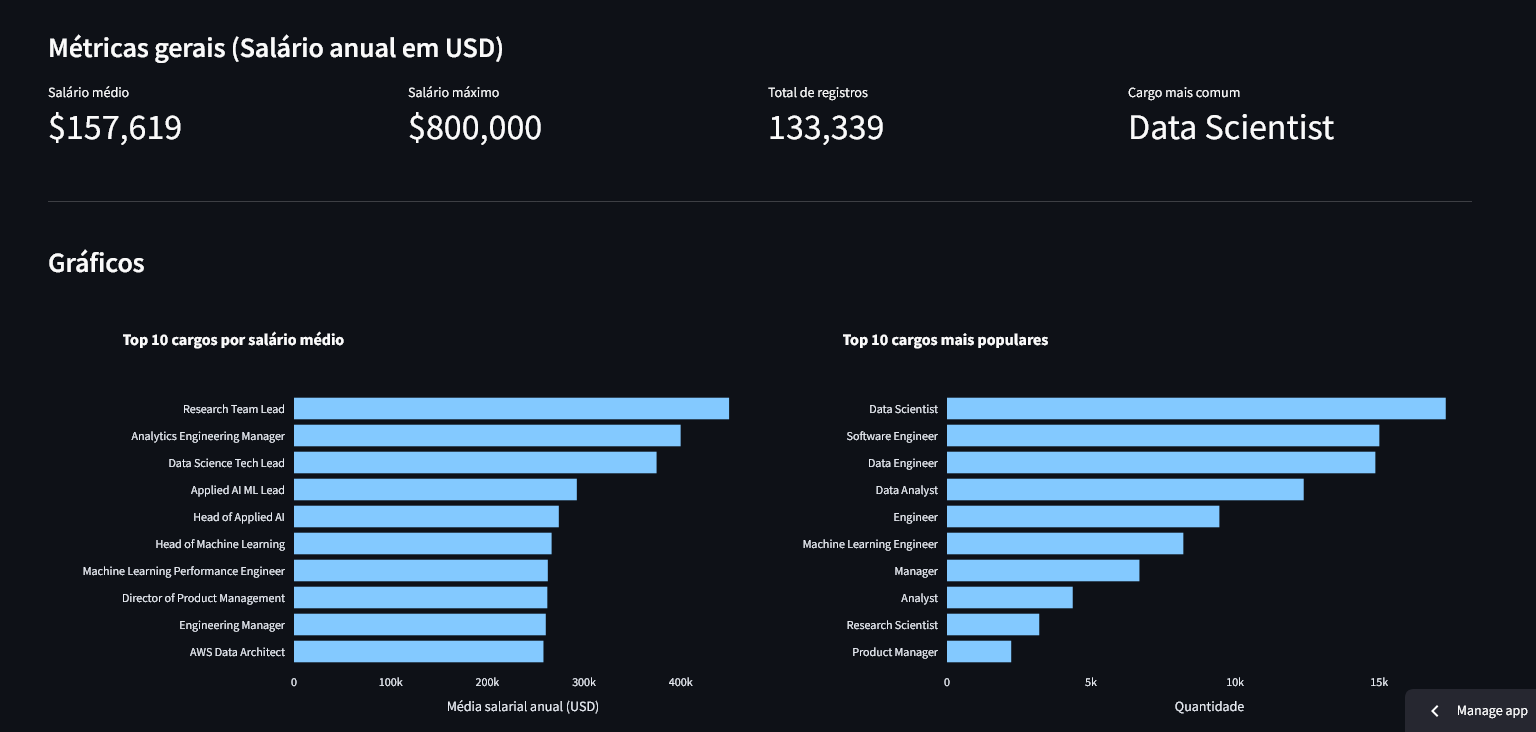 Métricas gerais (Salário anual em USD)
Salário médio
$157,619
Salário máximo
$800,000
Total de registros
133,339
Cargo mais comum
Data Scientist
Gráficos
Top 10 cargos por salário médio
Research Team Lead
Analytics Engineering Manager
Data Science Tech Lead
Applied AI ML Lead
Head of Applied AI
Head of Machine Learning
Machine Learning Performance Engineer
Director of Product Management
Engineering Manager
AWS Data Architect
0 100k 200k 300k 400k
Média salarial anual (USD)
Top 10 cargos mais populares
Data Scientist
Software Engineer
Data Engineer
Data Analyst
Engineer
Machine Learning Engineer
Manager
Analyst
Research Scientist
Product Manager
0 5k 10k 15k
Quantidade
Manage app